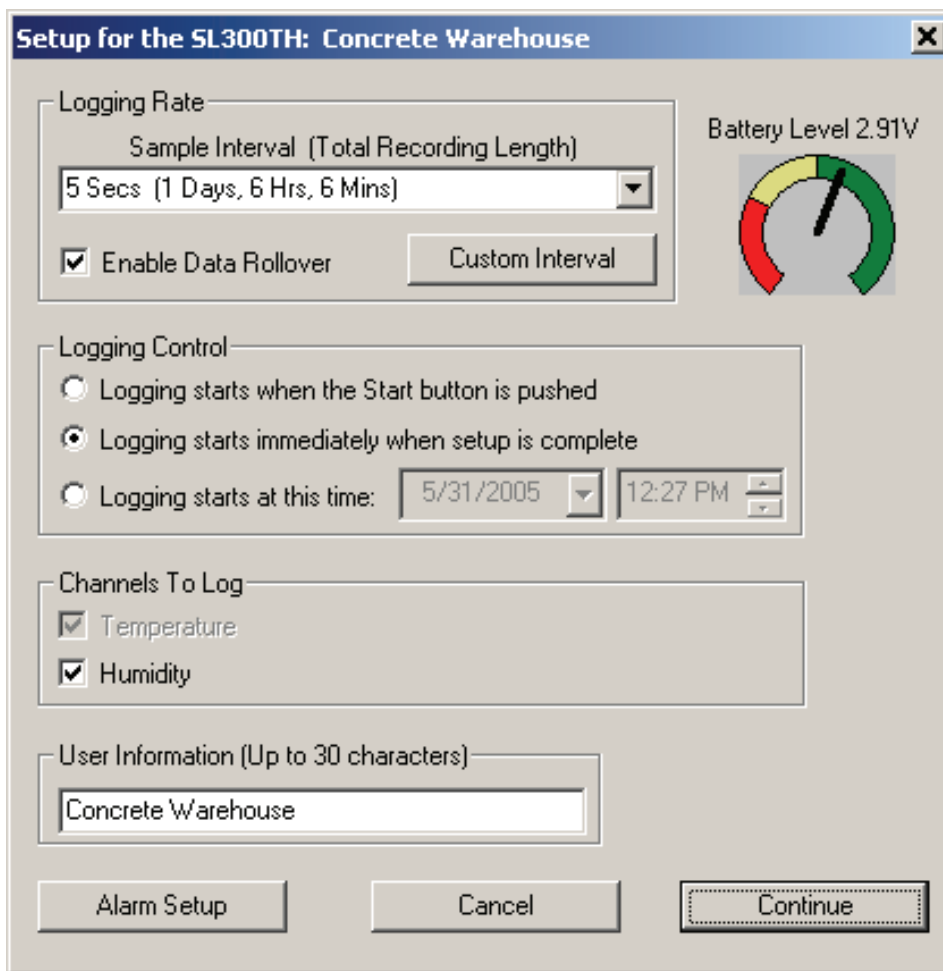 Setup for the SL300TH: Concrete Warehouse
Logging Rate
Sample Interval (Total Recording Length)
5 Secs (1 Days, 6 Hrs, 6 Mins)
Enable Data Rollover
Custom Interval
Battery Level 2.91V
Logging Control
Logging starts when the Start button is pushed
Logging starts immediately when setup is complete
Logging starts at this time:
5/31/2005
12:27 PM
Channels To Log
Temperature
Humidity
User Information (Up to 30 characters)
Concrete Warehouse
Alarm Setup
Cancel
Continue